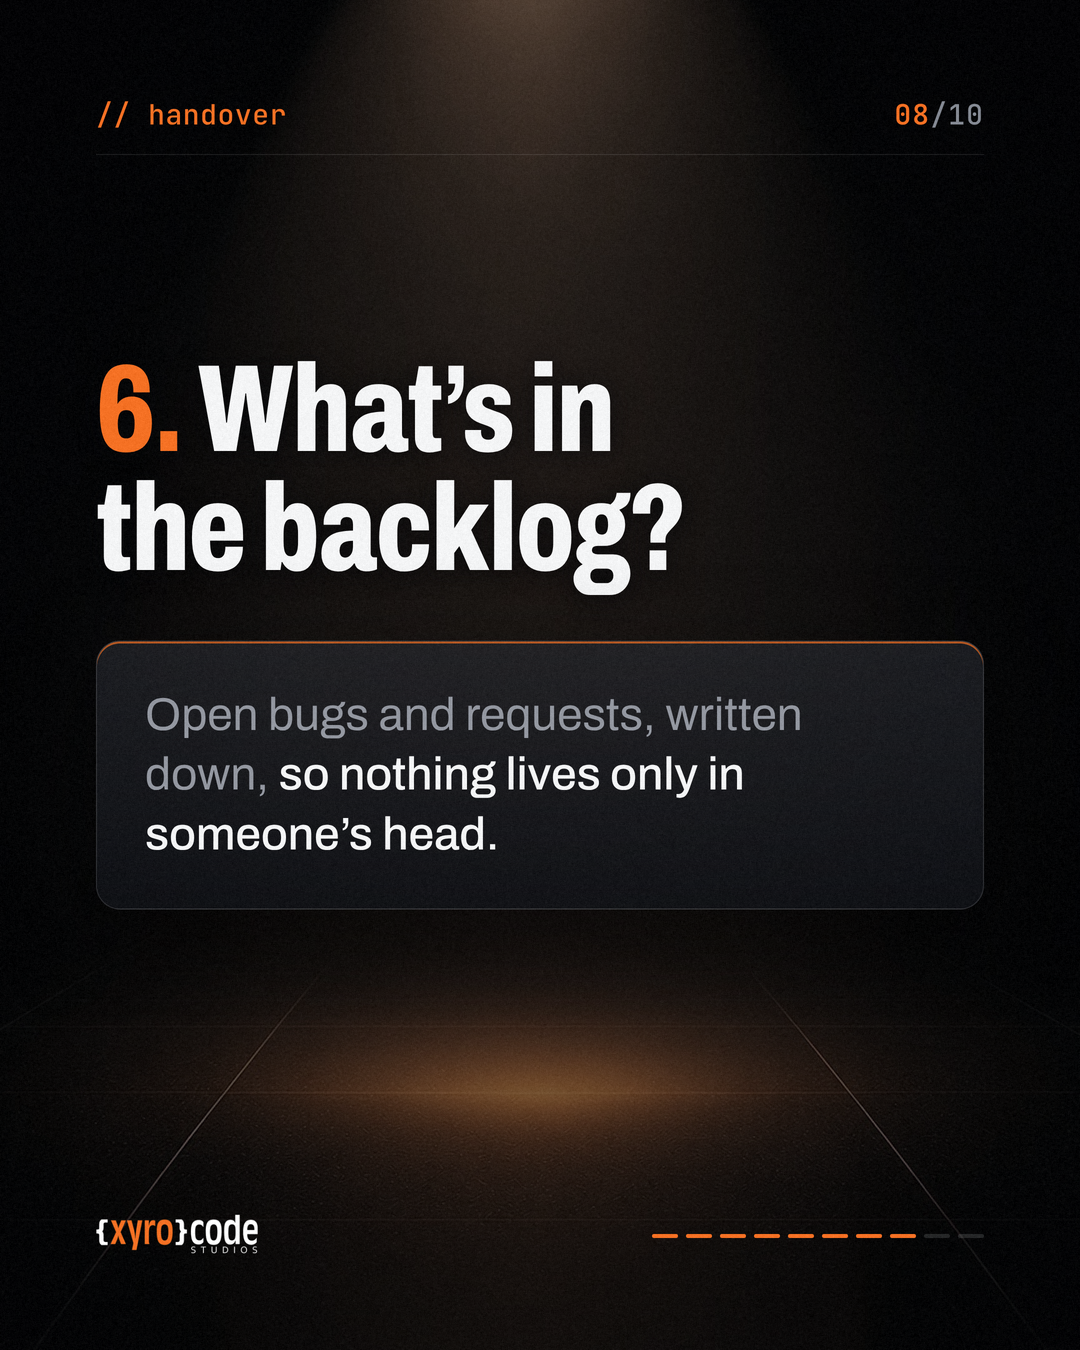 // handover
08/10
6. What’s in
the backlog?
Open bugs and requests, written
down, so nothing lives only in
someone’s head.
{xyro}code
STUDIOS